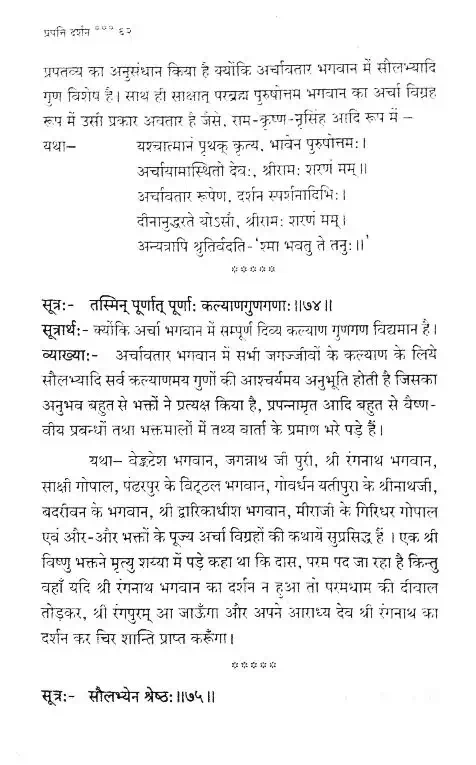 प्रपत्ति दर्शन *** ६२
प्रपतव्य का अनुसंधान किया है क्योंकि अर्चावतार भगवान में सौलभ्यादि
गुण विशेष है। साथ ही साक्षात् परब्रह्म पुरुषोत्तम भगवान का अर्चा विग्रह
रूप में उसी प्रकार अवतार है जैसे, राम-कृष्ण-नृसिंह आदि रूप में –
यथा– यश्चात्मानं पृथक् कृत्य, भावेन पुरुषोत्तमः।
अर्चायामास्थितो देवः, श्रीरामः शरणं मम्॥
अर्चावतार रूपेण, दर्शन स्पर्शनादिभिः।
दीनानुद्धरते योऽसौ, श्रीरामः शरणं मम्।
अन्यत्रापि श्रुतिर्वदति-'श्मा भवतु ते तनुः॥'
*****
सूत्रः- तस्मिन् पूर्णात् पूर्णाः कल्याणगुणगणाः॥७४॥
सूत्रार्थः- क्योंकि अर्चा भगवान में सम्पूर्ण दिव्य कल्याण गुणगण विद्यमान है।
व्याख्याः- अर्चावतार भगवान में सभी जगज्जीवों के कल्याण के लिये
सौलभ्यादि सर्व कल्याणमय गुणों की आश्चर्यमय अनुभूति होती है जिसका
अनुभव बहुत से भक्तों ने प्रत्यक्ष किया है, प्रपन्नामृत आदि बहुत से वैष्ण-
वीय प्रबन्धों तथा भक्तमालों में तथ्य वार्ता के प्रमाण भरे पड़े हैं।
यथा– वेङ्कटेश भगवान, जगन्नाथ जी पुरी, श्री रंगनाथ भगवान,
साक्षी गोपाल, पंढरपुर के विट्ठल भगवान, गोवर्धन यतीपुरा के श्रीनाथजी,
बदरीवन के भगवान, श्री द्वारिकाधीश भगवान, मीराजी के गिरिधर गोपाल
एबं और-और भक्तों के पूज्य अर्चा विग्रहों की कथायें सुप्रसिद्ध हैं । एक श्री
विष्णु भक्तने मृत्यु शय्या में पड़े कहा था कि दास, परम पद जा रहा है किन्तु
वहाँ यदि श्री रंगनाथ भगवान का दर्शन न हुआ तो परमधाम की दीवाल
तोड़कर, श्री रंगपुरम् आ जाऊँगा और अपने आराध्य देव श्री रंगनाथ का
दर्शन कर चिर शान्ति प्राप्त करूँगा।
*****
सूत्रः- सौलभ्येन श्रेष्ठः॥७५॥